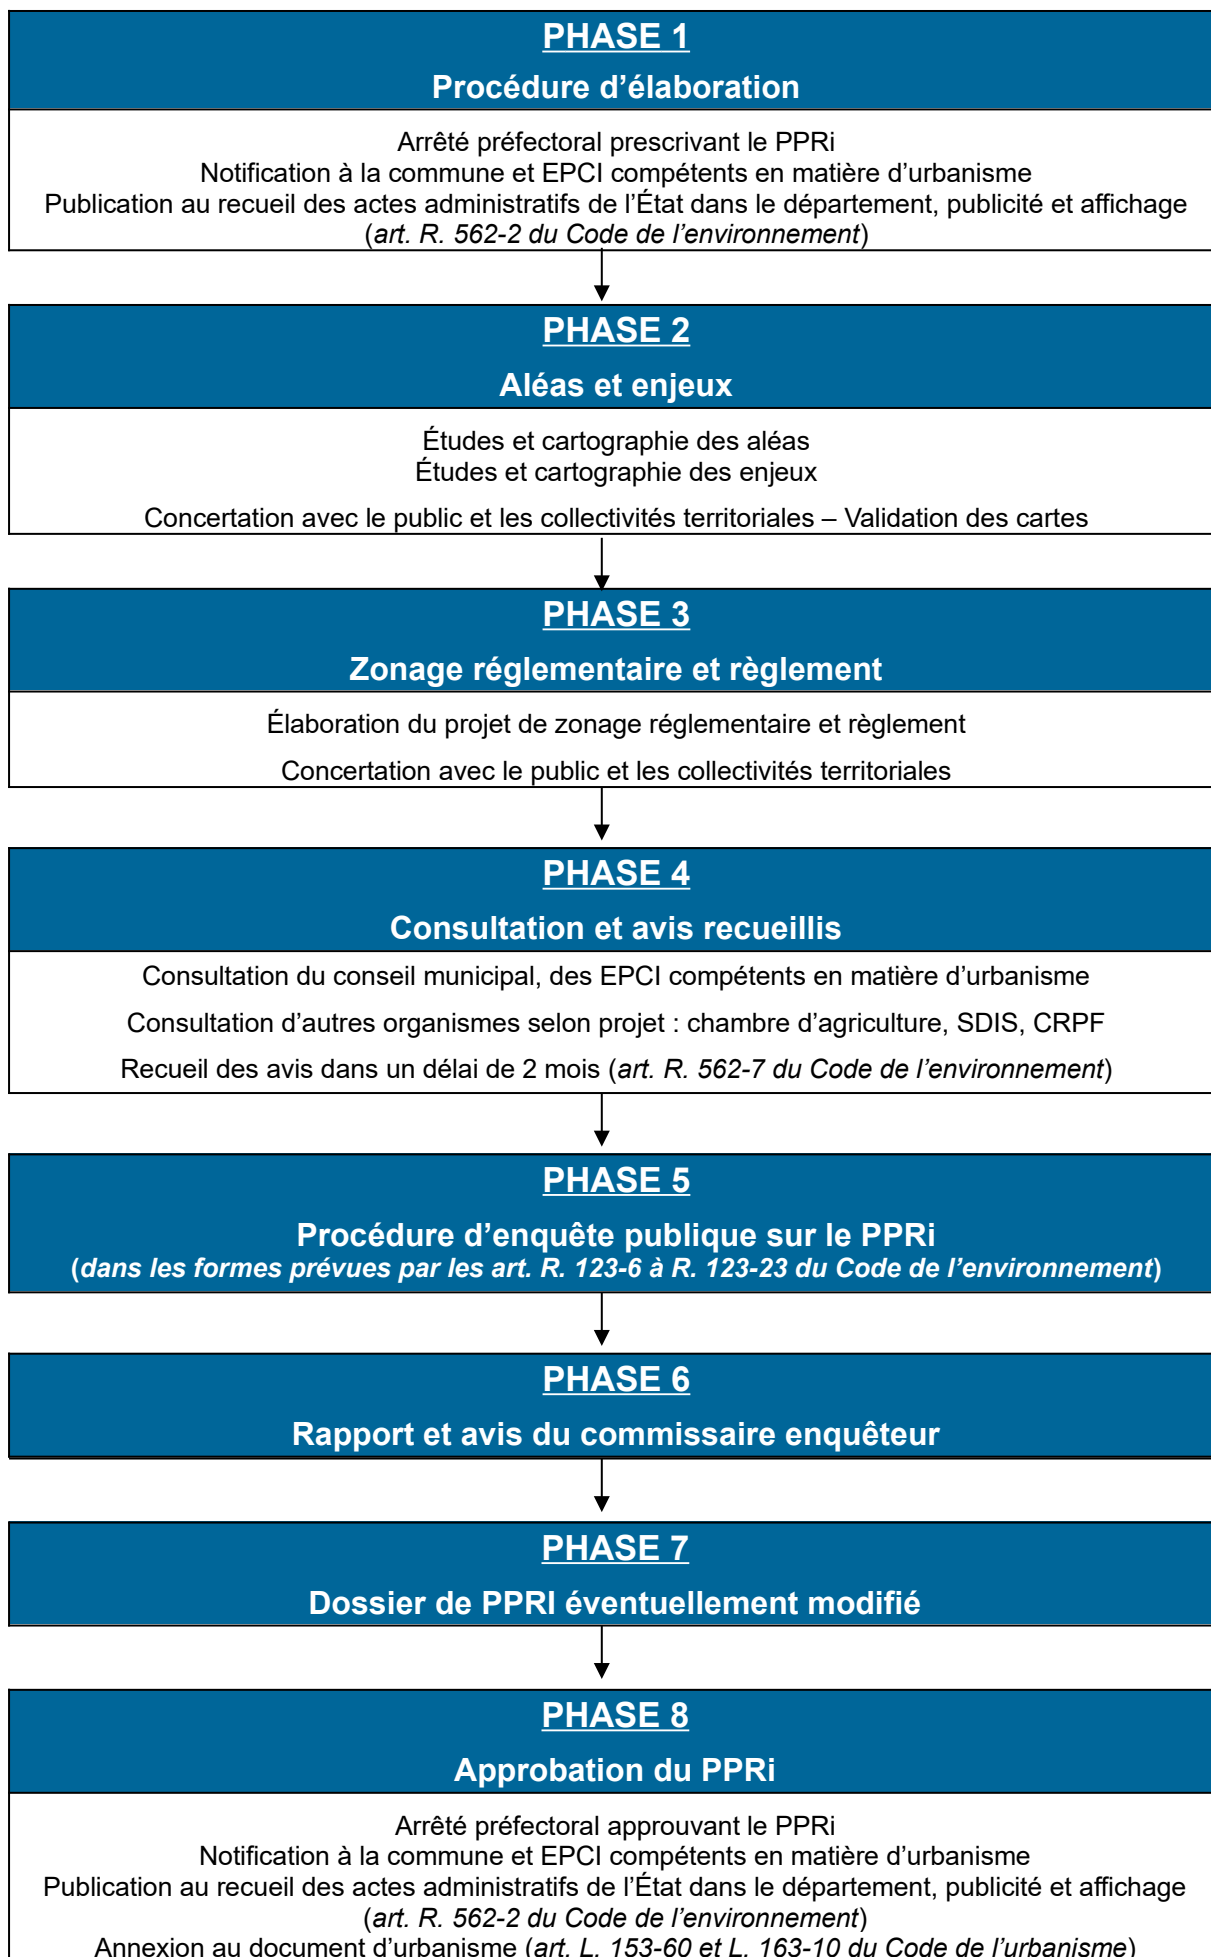 PHASE 1
Procédure d’élaboration
Arrêté préfectoral prescrivant le PPRi
Notification à la commune et EPCI compétents en matière d’urbanisme
Publication au recueil des actes administratifs de l’État dans le département, publicité et affichage
(art. R. 562-2 du Code de l’environnement)
PHASE 2
Aléas et enjeux
Études et cartographie des aléas
Études et cartographie des enjeux
Concertation avec le public et les collectivités territoriales – Validation des cartes
PHASE 3
Zonage réglementaire et règlement
Élaboration du projet de zonage réglementaire et règlement
Concertation avec le public et les collectivités territoriales
PHASE 4
Consultation et avis recueillis
Consultation du conseil municipal, des EPCI compétents en matière d’urbanisme
Consultation d’autres organismes selon projet : chambre d’agriculture, SDIS, CRPF
Recueil des avis dans un délai de 2 mois (art. R. 562-7 du Code de l’environnement)
PHASE 5
Procédure d’enquête publique sur le PPRi
(dans les formes prévues par les art. R. 123-6 à R. 123-23 du Code de l’environnement)
PHASE 6
Rapport et avis du commissaire enquêteur
PHASE 7
Dossier de PPRI éventuellement modifié
PHASE 8
Approbation du PPRi
Arrêté préfectoral approuvant le PPRi
Notification à la commune et EPCI compétents en matière d’urbanisme
Publication au recueil des actes administratifs de l’État dans le département, publicité et affichage
(art. R. 562-2 du Code de l’environnement)
Annexion au document d’urbanisme (art. L. 153-60 et L. 163-10 du Code de l’urbanisme)